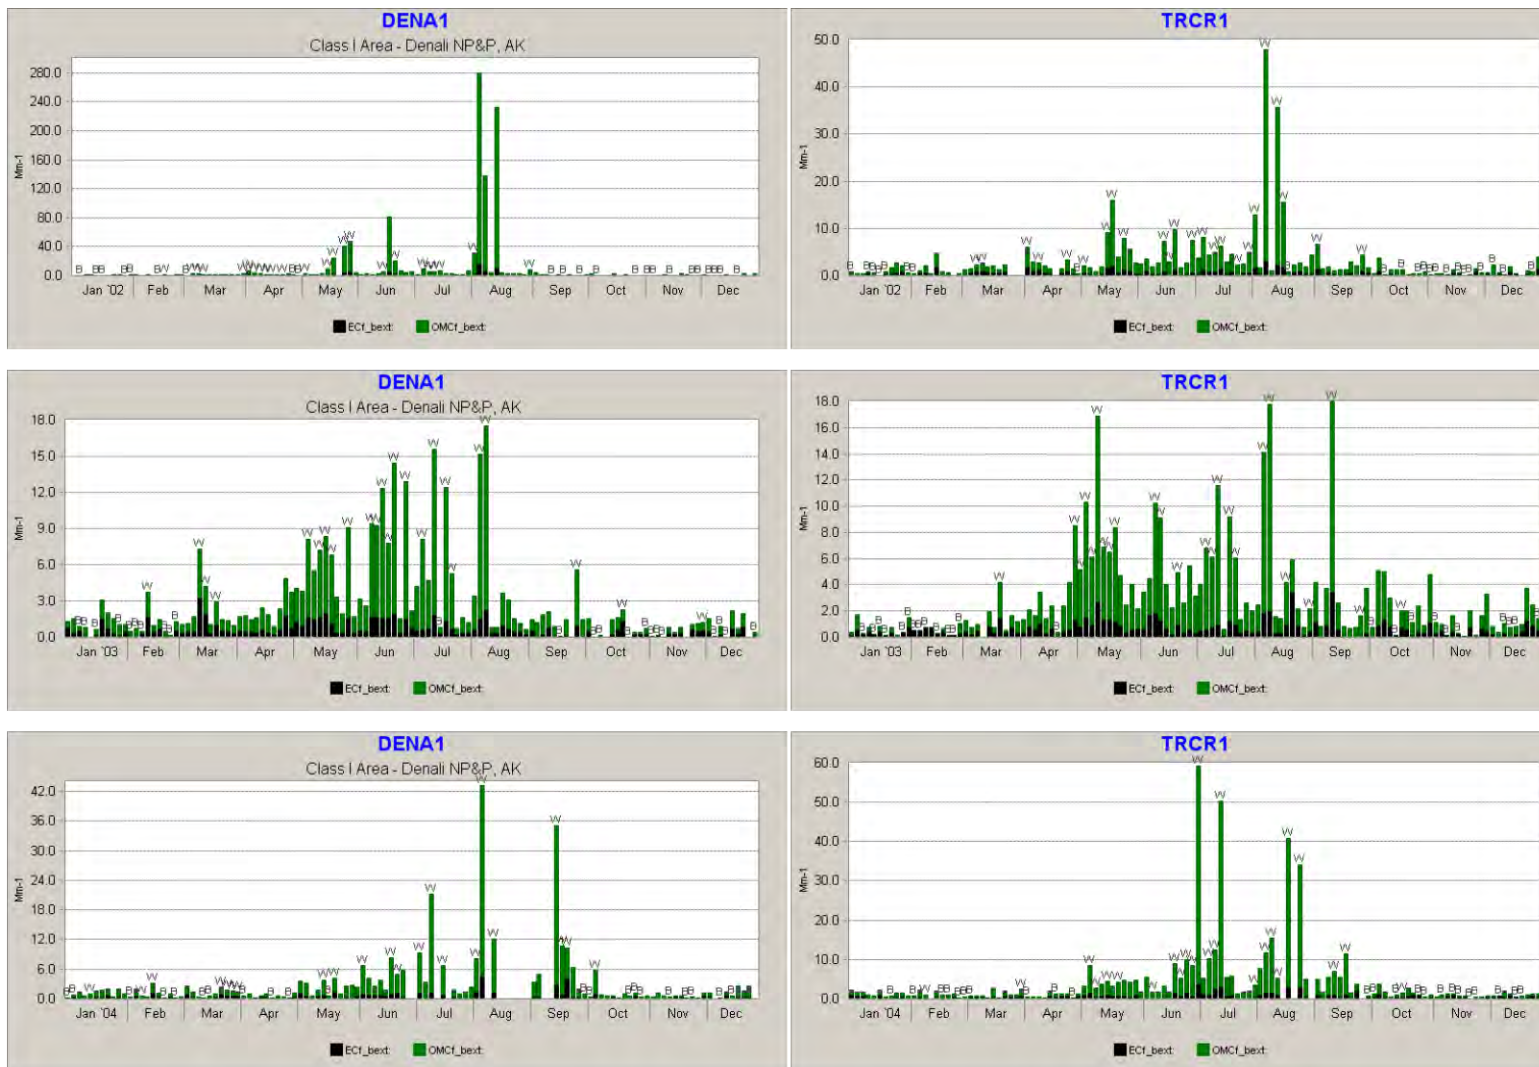 DENA1
Class I Area - Denali NP&P, AK
280.0
240.0
200.0
160.0
120.0
80.0
40.0
0.0
Mm-1
Jan '02 Feb Mar Apr May Jun Jul Aug Sep Oct Nov Dec
ECf_bext: OMCf_bext:
TRCR1
50.0
40.0
30.0
20.0
10.0
0.0
Mm-1
Jan '02 Feb Mar Apr May Jun Jul Aug Sep Oct Nov Dec
ECf_bext: OMCf_bext:
DENA1
Class I Area - Denali NP&P, AK
18.0
15.0
12.0
9.0
6.0
3.0
0.0
Mm-1
Jan '03 Feb Mar Apr May Jun Jul Aug Sep Oct Nov Dec
ECf_bext: OMCf_bext:
TRCR1
18.0
16.0
14.0
12.0
10.0
8.0
6.0
4.0
2.0
0.0
Mm-1
Jan '03 Feb Mar Apr May Jun Jul Aug Sep Oct Nov Dec
ECf_bext: OMCf_bext:
DENA1
Class I Area - Denali NP&P, AK
42.0
36.0
30.0
24.0
18.0
12.0
6.0
0.0
Mm-1
Jan '04 Feb Mar Apr May Jun Jul Aug Sep Oct Nov Dec
ECf_bext: OMCf_bext:
TRCR1
60.0
50.0
40.0
30.0
20.0
10.0
0.0
Mm-1
Jan '04 Feb Mar Apr May Jun Jul Aug Sep Oct Nov Dec
ECf_bext: OMCf_bext: